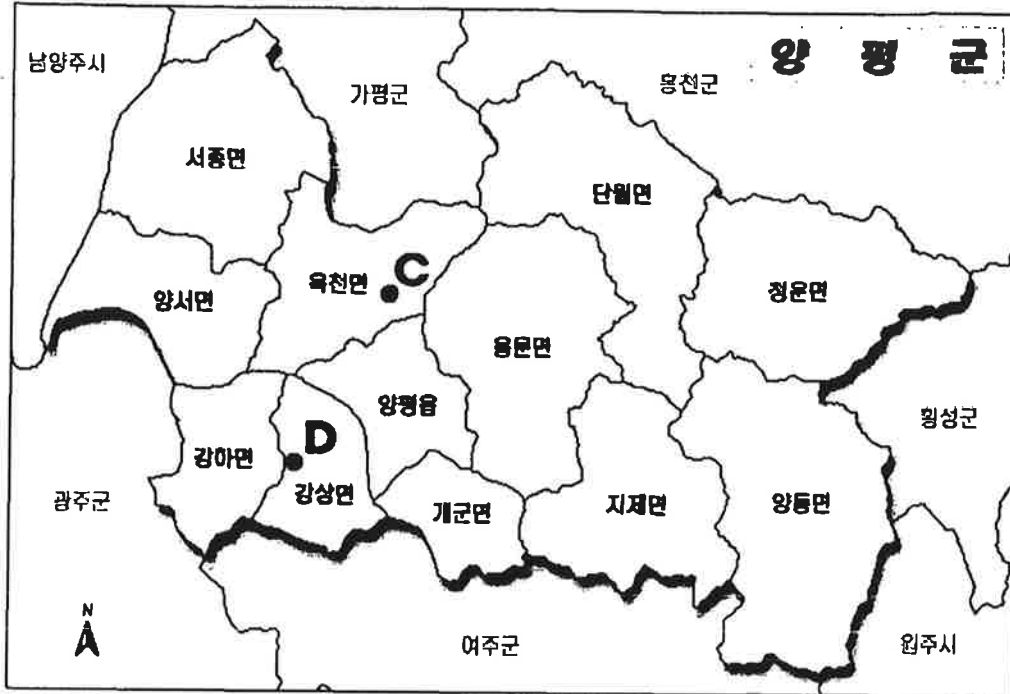 양 평 군
남양주시
가평군
홍천군
서종면
단월면
옥천면
C
양서면
청운면
용문면
양평읍
횡성군
강하면
D
강상면
광주군
개군면
지제면
양동면
N
여주군
원주시